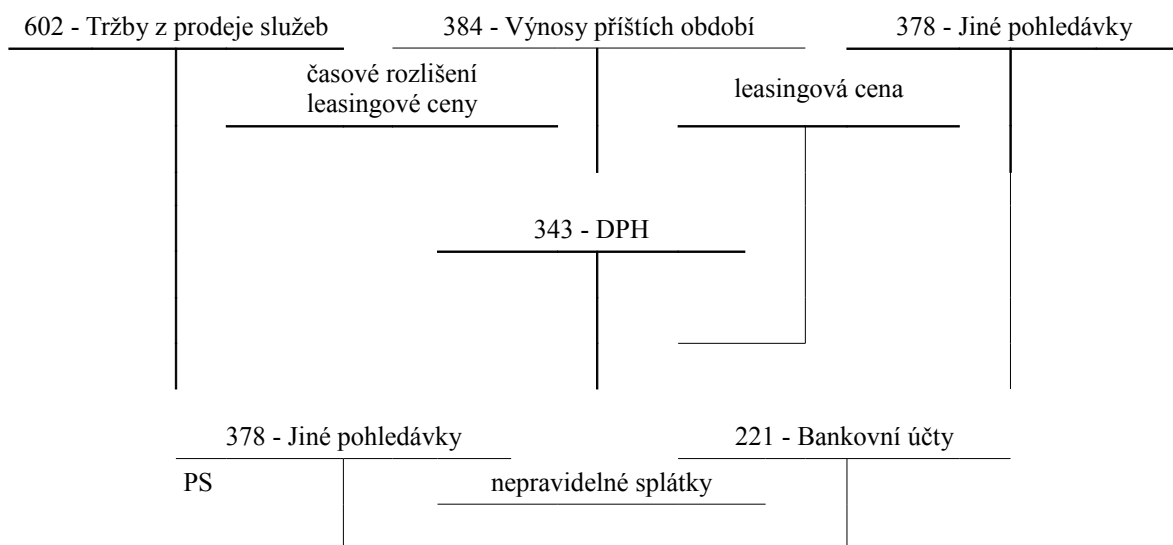 602 - Tržby z prodeje služeb
384 - Výnosy příštích období
378 - Jiné pohledávky
časové rozlišení
leasingové ceny
leasingová cena
343 - DPH
378 - Jiné pohledávky
221 - Bankovní účty
PS
nepravidelné splátky